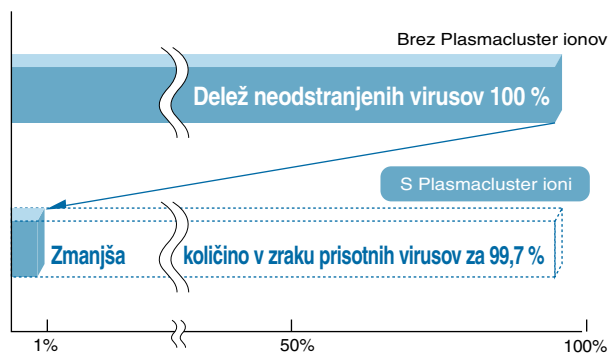 Brez Plasmacluster ionov
Delež neodstranjenih virusov 100 %
S Plasmacluster ioni
Zmanjša količino v zraku prisotnih virusov za 99,7 %
1% 50% 100%